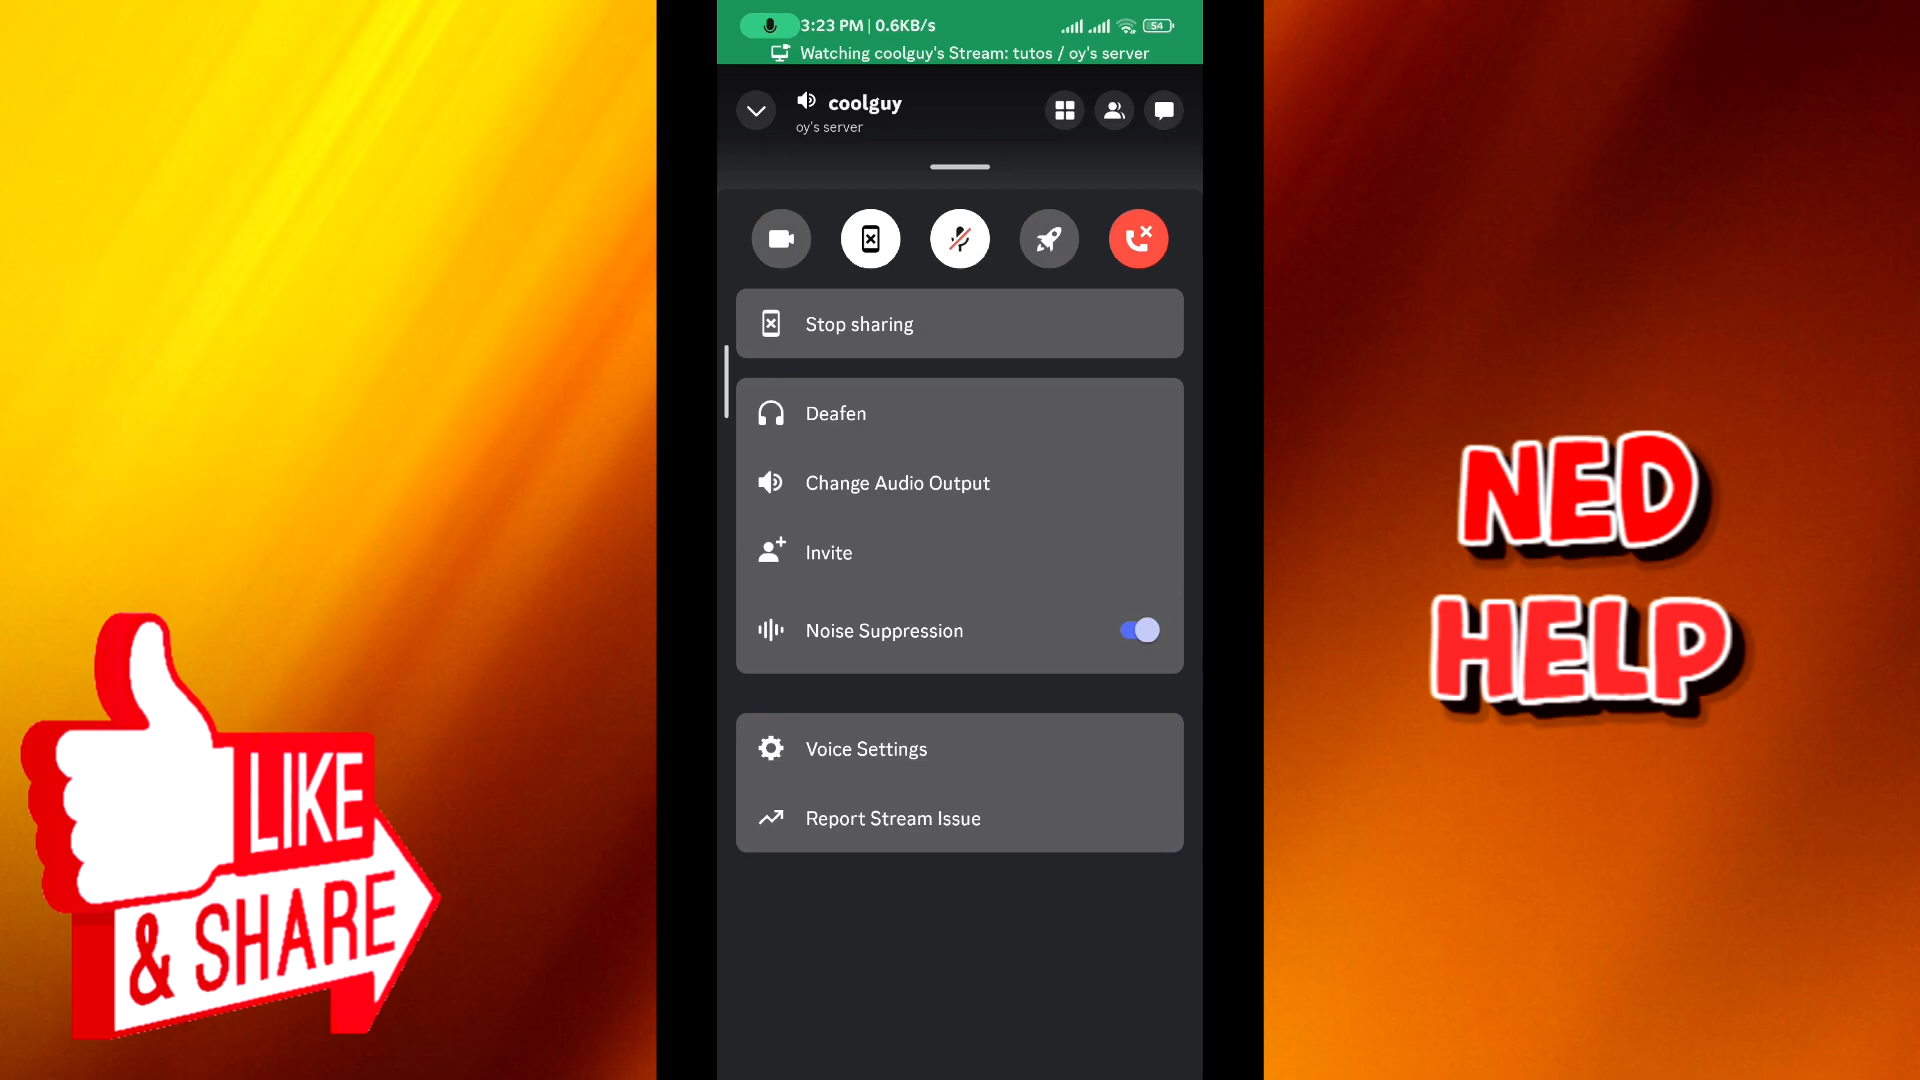 3:23 PM | 0.6KB/s
54
Watching coolguy's Stream: tutos / oy's server
coolguy
oy's server
Stop sharing
Deafen
Change Audio Output
Invite
Noise Suppression
Voice Settings
Report Stream Issue
LIKE
& SHARE
NED
HELP